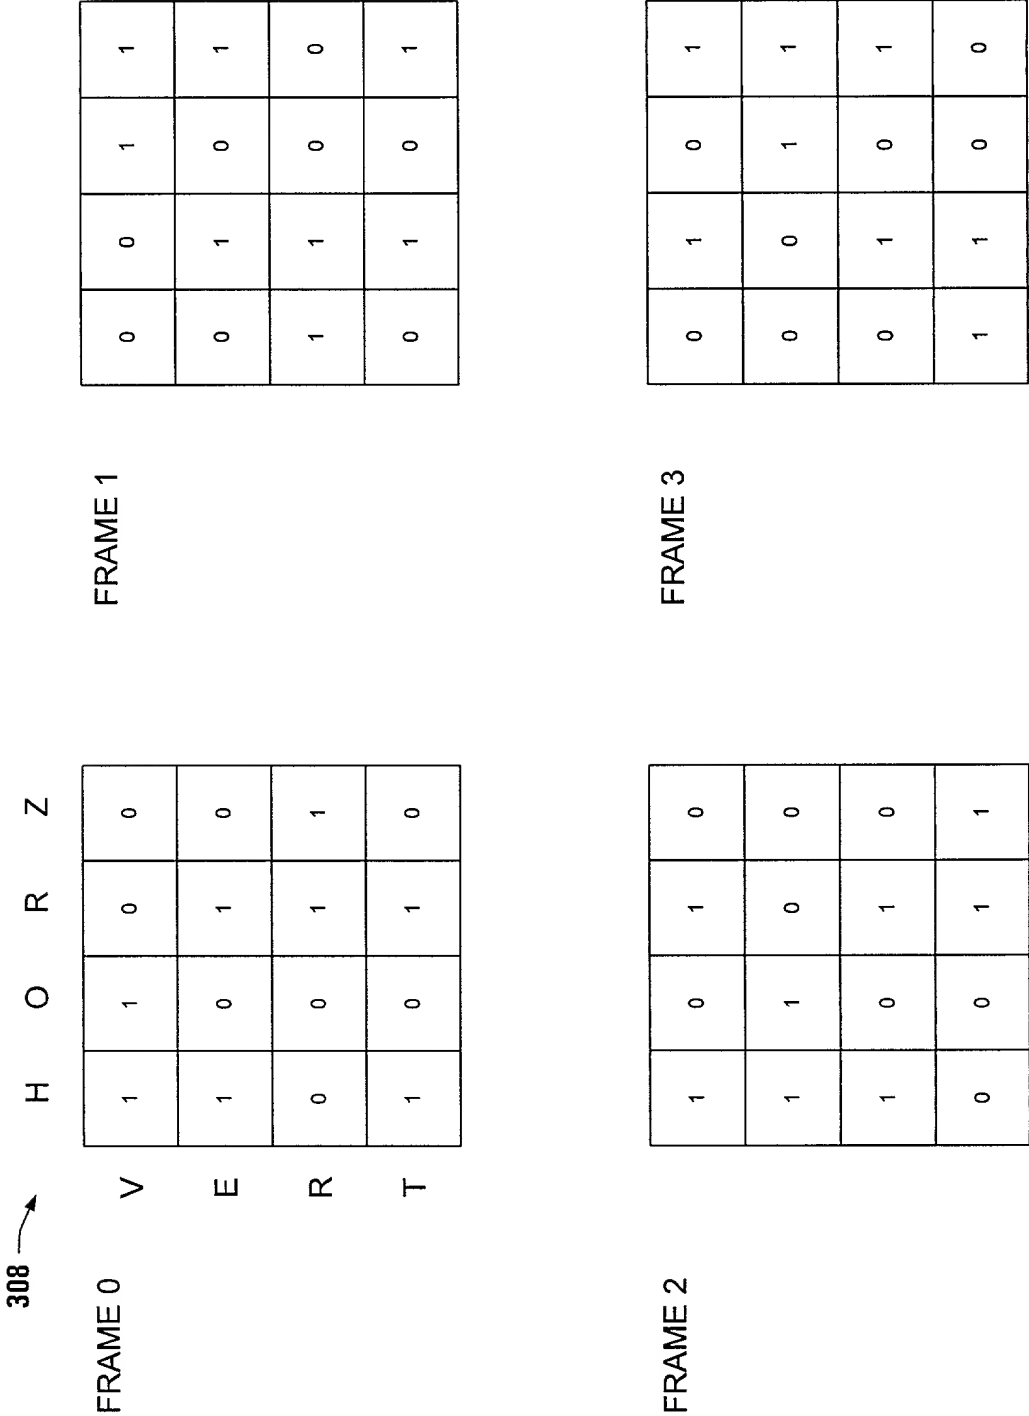 308
H O R Z
FRAME 0
V 1 1 0 0
E 1 0 1 0
R 0 0 1 1
T 1 0 1 0
FRAME 1
0 0 1 1
0 1 0 1
1 1 0 0
0 1 0 1
FRAME 2
1 0 1 0
1 1 0 0
1 0 1 0
0 0 1 1
FRAME 3
0 1 0 1
0 0 1 1
0 1 0 1
1 1 0 0